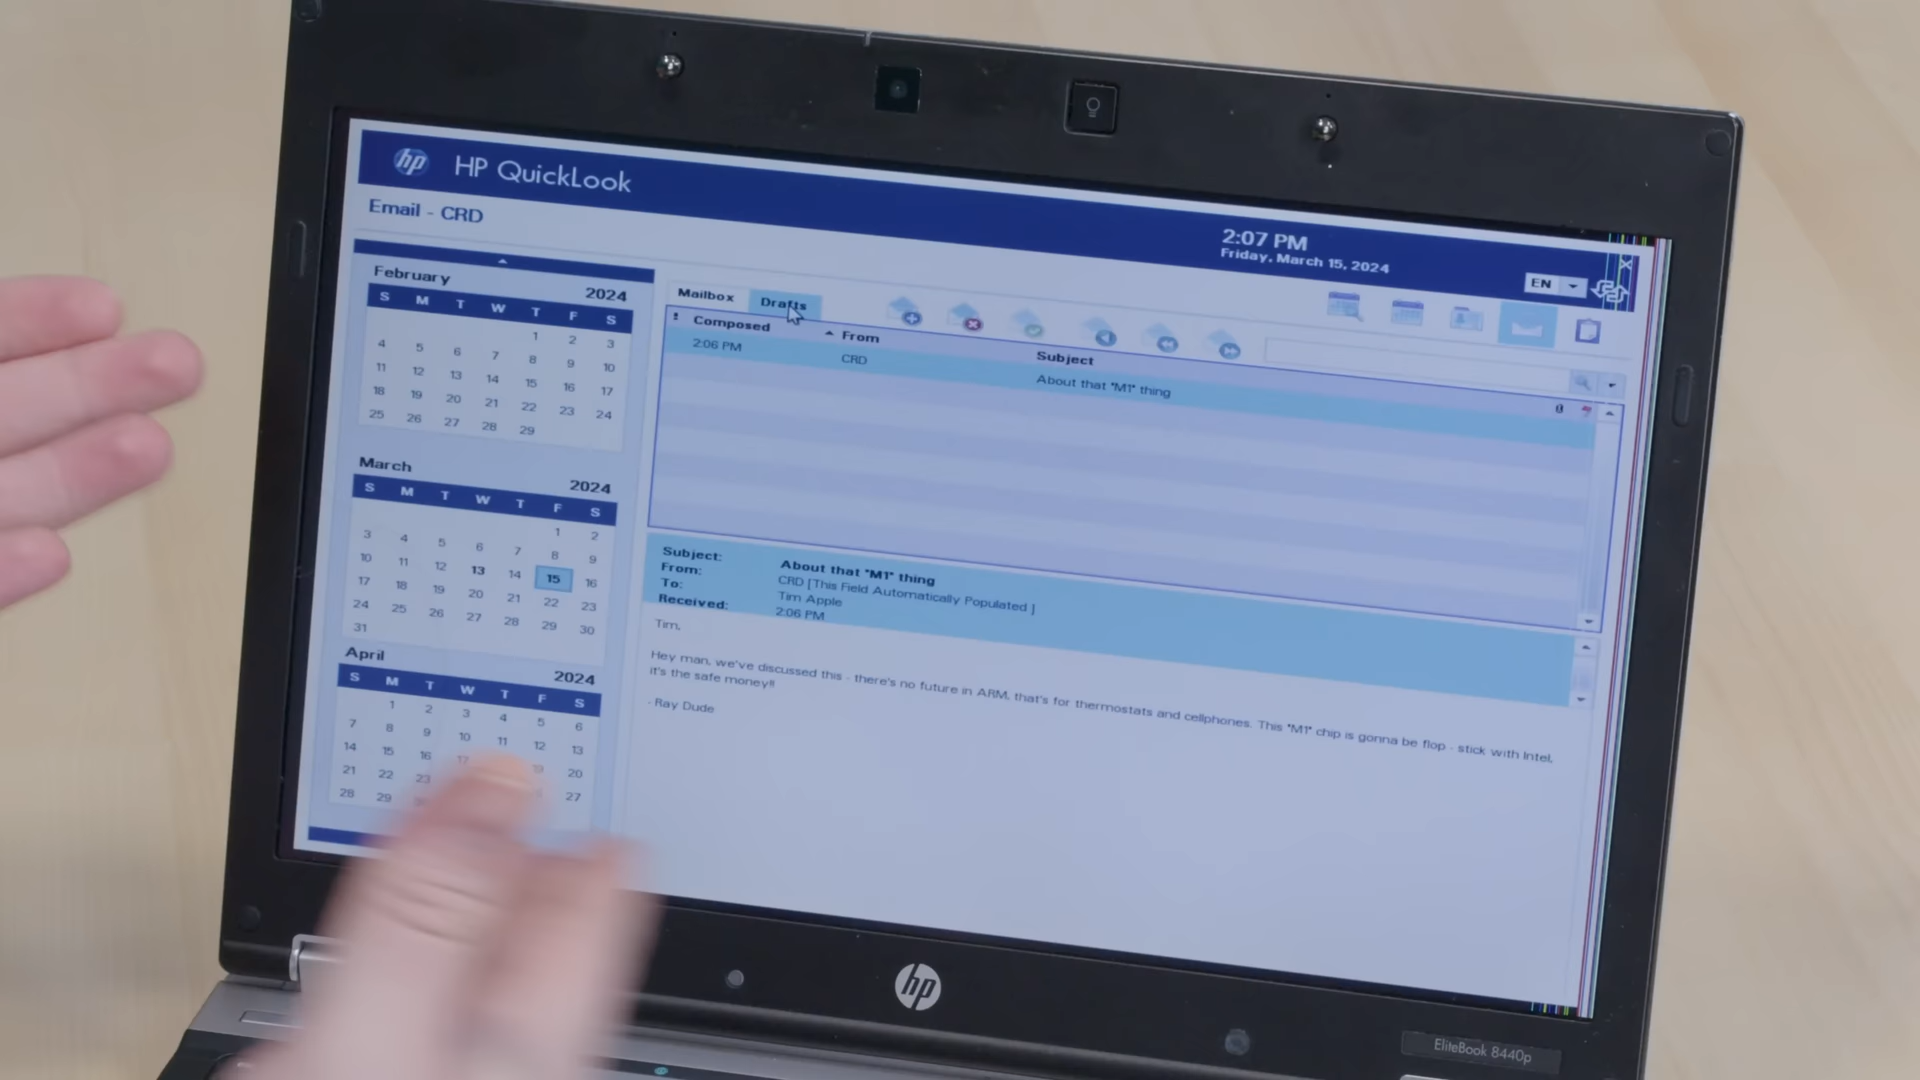 hp HP QuickLook
Email - CRD
2:07 PM
Friday, March 15, 2024
EN
February 2024
S M T W T F S
1 2 3
4 5 6 7 8 9 10
11 12 13 14 15 16 17
18 19 20 21 22 23 24
25 26 27 28 29
March 2024
S M T W T F S
1 2
3 4 5 6 7 8 9
10 11 12 13 14 15 16
17 18 19 20 21 22 23
24 25 26 27 28 29 30
31
April 2024
S M T W T F S
1 2 3 4 5 6
7 8 9 10 11 12 13
14 15 16 17 19 20
21 22 23 27
28 29
Mailbox Drafts
! Composed From Subject
2:06 PM CRD About that "M1" thing
Subject: About that "M1" thing
From: CRD [This Field Automatically Populated ]
To: Tim Apple
Received: 2:06 PM
Tim,
Hey man, we've discussed this - there's no future in ARM, that's for thermostats and cellphones. This "M1" chip is gonna be flop - stick with Intel,
it's the safe money!!
- Ray Dude
hp
EliteBook 8440p